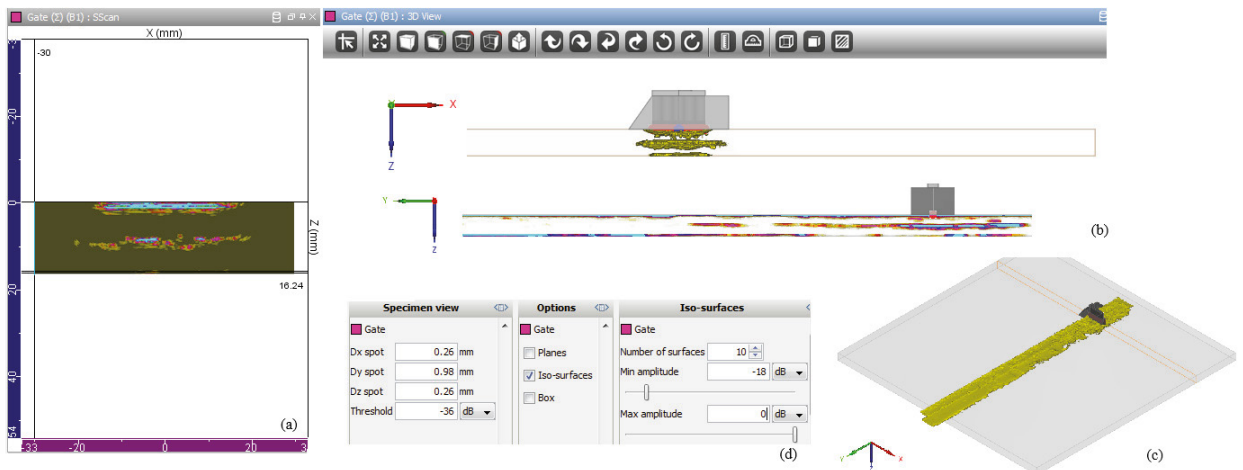 Gate (Σ) (B1) : SScan
X (mm)
-30
-20
0
20
40
54
Z (mm)
16.24
(a)
-33
-20
0
20
3
Gate (Σ) (B1) : 3D View
X
Z
Y
Z
(b)
Specimen view
Gate
Dx spot 0.26 mm
Dy spot 0.98 mm
Dz spot 0.26 mm
Threshold -36 dB
Options
Gate
Planes
Iso-surfaces
Box
Iso-surfaces
Gate
Number of surfaces 10
Min amplitude -18 dB
Max amplitude 0 dB
(d)
Y
X
Z
(c)